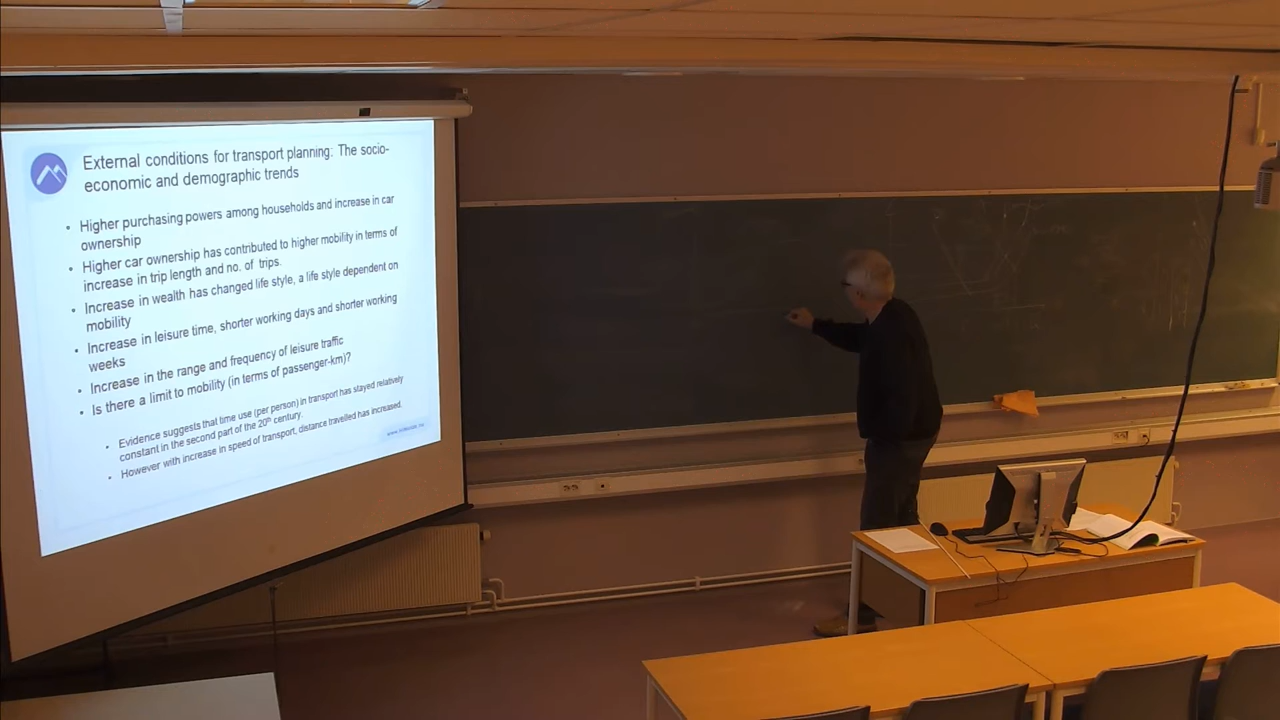 External conditions for transport planning: The socio-
economic and demographic trends
• Higher purchasing powers among households and increase in car
ownership
• Higher car ownership has contributed to higher mobility in terms of
increase in trip length and no. of trips.
• Increase in wealth has changed life style, a life style dependent on
mobility
• Increase in leisure time, shorter working days and shorter working
weeks
• Increase in the range and frequency of leisure traffic
• Is there a limit to mobility (in terms of passenger-km)?
• Evidence suggests that time use (per person) in transport has stayed relatively
constant in the second part of the 20th century.
• However with increase in speed of transport, distance travelled has increased.